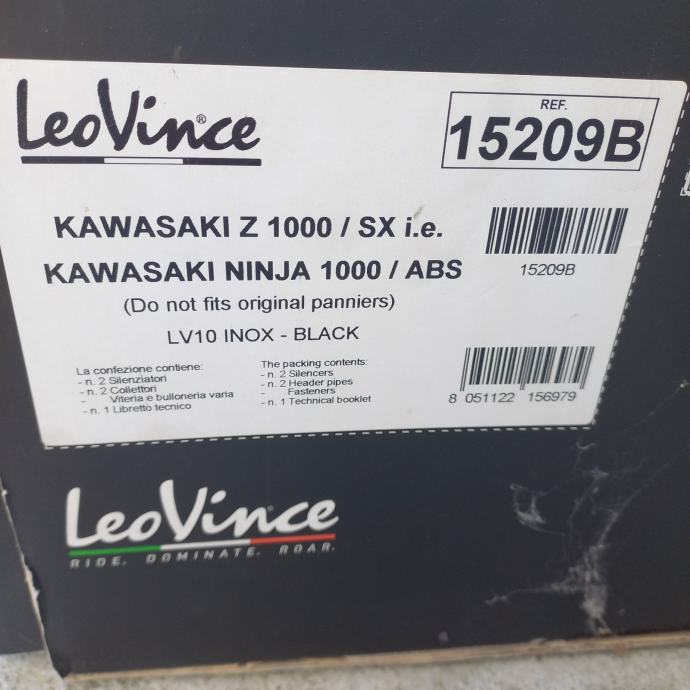 LeoVince®
REF.
15209B
KAWASAKI Z 1000 / SX i.e.
15209B
KAWASAKI NINJA 1000 / ABS
(Do not fits original panniers)
LV10 INOX - BLACK
La confezione contiene:
- n. 2 Silenziatori
- n. 2 Collettori
- Viteria e bulloneria varia
- n. 1 Libretto tecnico
The packing contents:
- n. 2 Silencers
- n. 2 Header pipes
- Fasteners
- n. 1 Technical booklet
8 051122 156979
LeoVince®
RIDE. DOMINATE. ROAR.